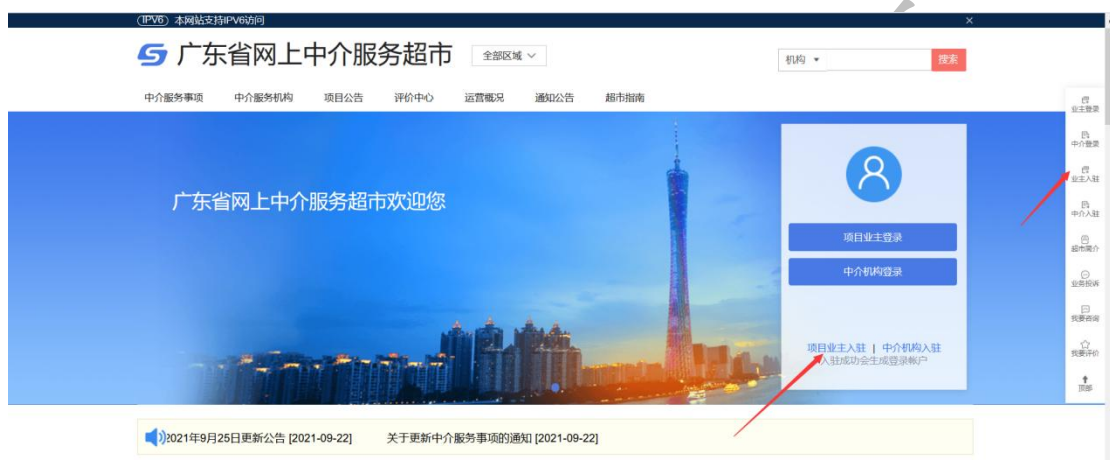 IPV6 本网站支持IPV6访问 ×
广东省网上中介服务超市 全部区域 机构 搜索
中介服务事项 中介服务机构 项目公告 评价中心 运营概况 通知公告 超市指南
广东省网上中介服务超市欢迎您
项目业主登录
中介机构登录
项目业主入驻 | 中介机构入驻
入驻成功会生成登录帐户
业主登录
中介登录
业主入驻
中介入驻
超市简介
业务投诉
我要咨询
我要评价
顶部
2021年9月25日更新公告 [2021-09-22] 关于更新中介服务事项的通知 [2021-09-22]